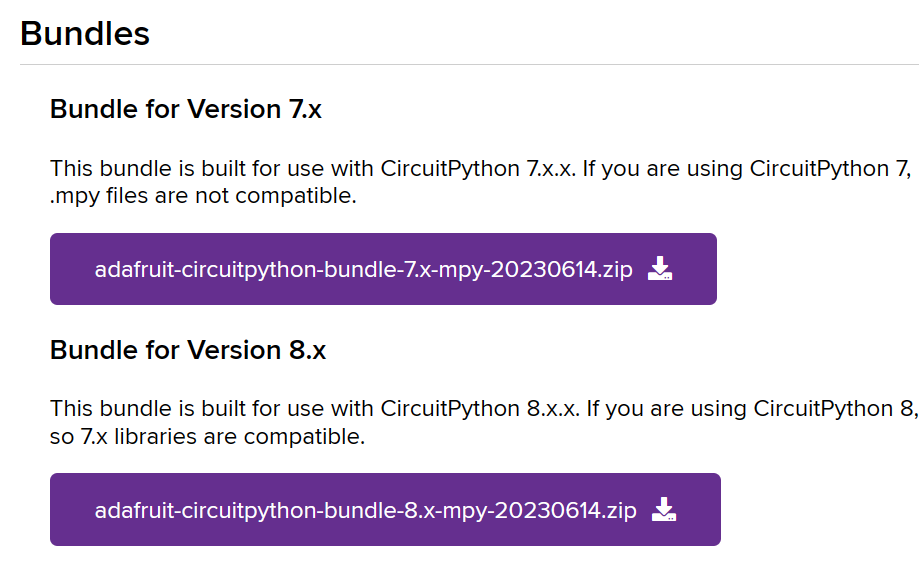 Bundles
Bundle for Version 7.x
This bundle is built for use with CircuitPython 7.x.x. If you are using CircuitPython 7,
.mpy files are not compatible.
adafruit-circuitpython-bundle-7.x-mpy-20230614.zip
Bundle for Version 8.x
This bundle is built for use with CircuitPython 8.x.x. If you are using CircuitPython 8,
so 7.x libraries are compatible.
adafruit-circuitpython-bundle-8.x-mpy-20230614.zip